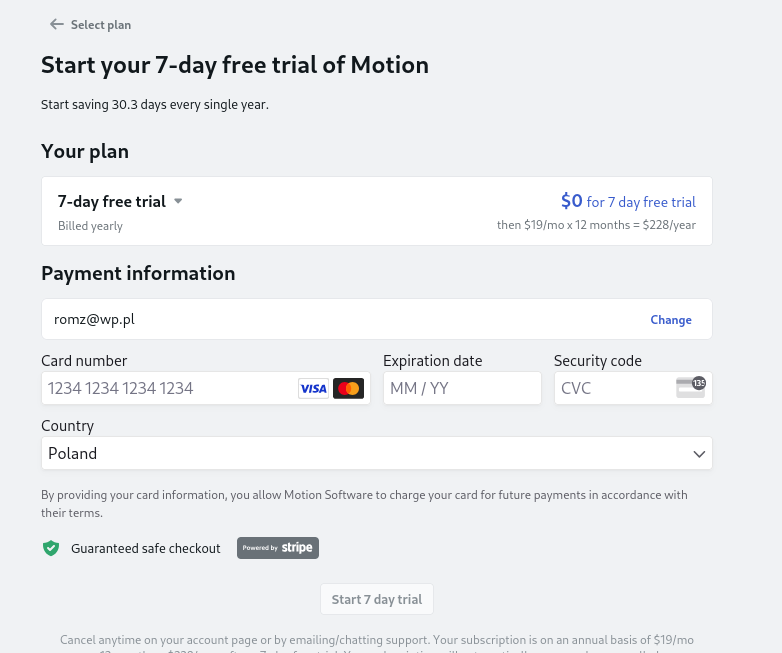 Select plan
Start your 7-day free trial of Motion
Start saving 30.3 days every single year.
Your plan
7-day free trial
$0 for 7 day free trial
Billed yearly
then $19/mo x 12 months = $228/year
Payment information
romz@wp.pl
Change
Card number
Expiration date
Security code
1234 1234 1234 1234
VISA
MM / YY
CVC
135
Country
Poland
By providing your card information, you allow Motion Software to charge your card for future payments in accordance with
their terms.
Guaranteed safe checkout
Powered by stripe
Start 7 day trial
Cancel anytime on your account page or by emailing/chatting support. Your subscription is on an annual basis of $19/mo